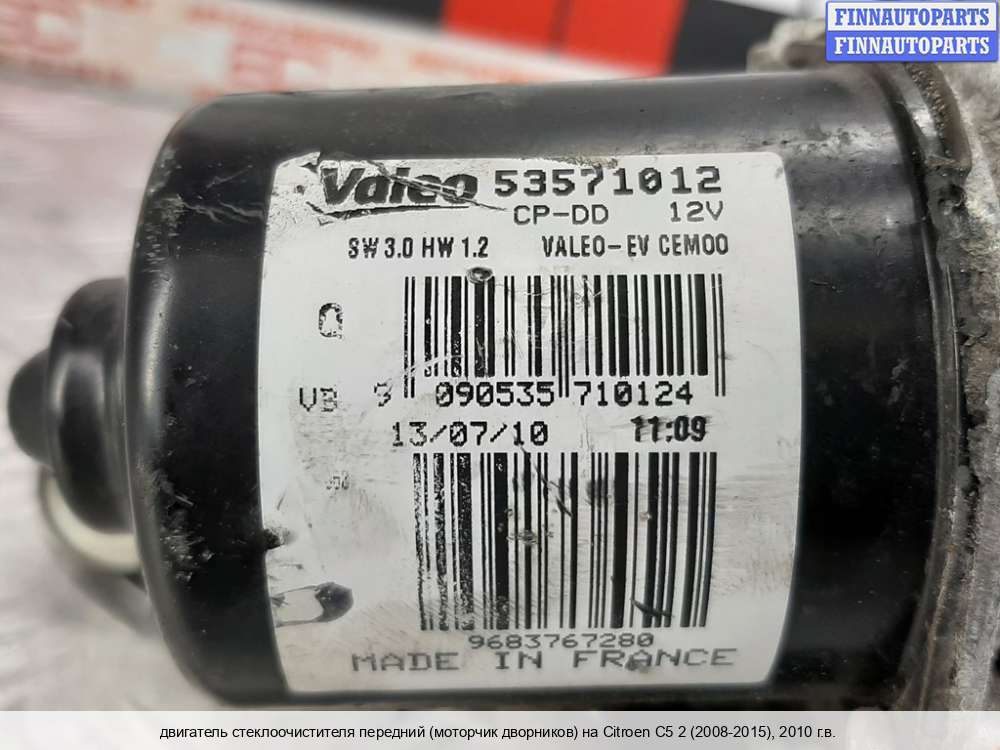 FINNAUTOPARTS
FINNAUTOPARTS
Valeo 53571012
CP-DD 12V
SW 3.0 HW 1.2 VALEO-EV CEM00
Q
VB 9 090535 710124
13/07/10 11:09
9683767280
MADE IN FRANCE
двигатель стеклоочистителя передний (моторчик дворников) на Citroen C5 2 (2008-2015), 2010 г.в.